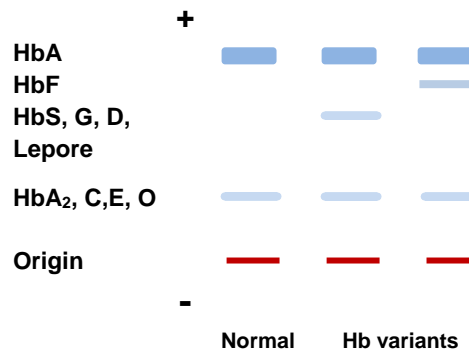 +
HbA
HbF
HbS, G, D,
Lepore
HbA₂, C,E, O
Origin
-
Normal Hb variants